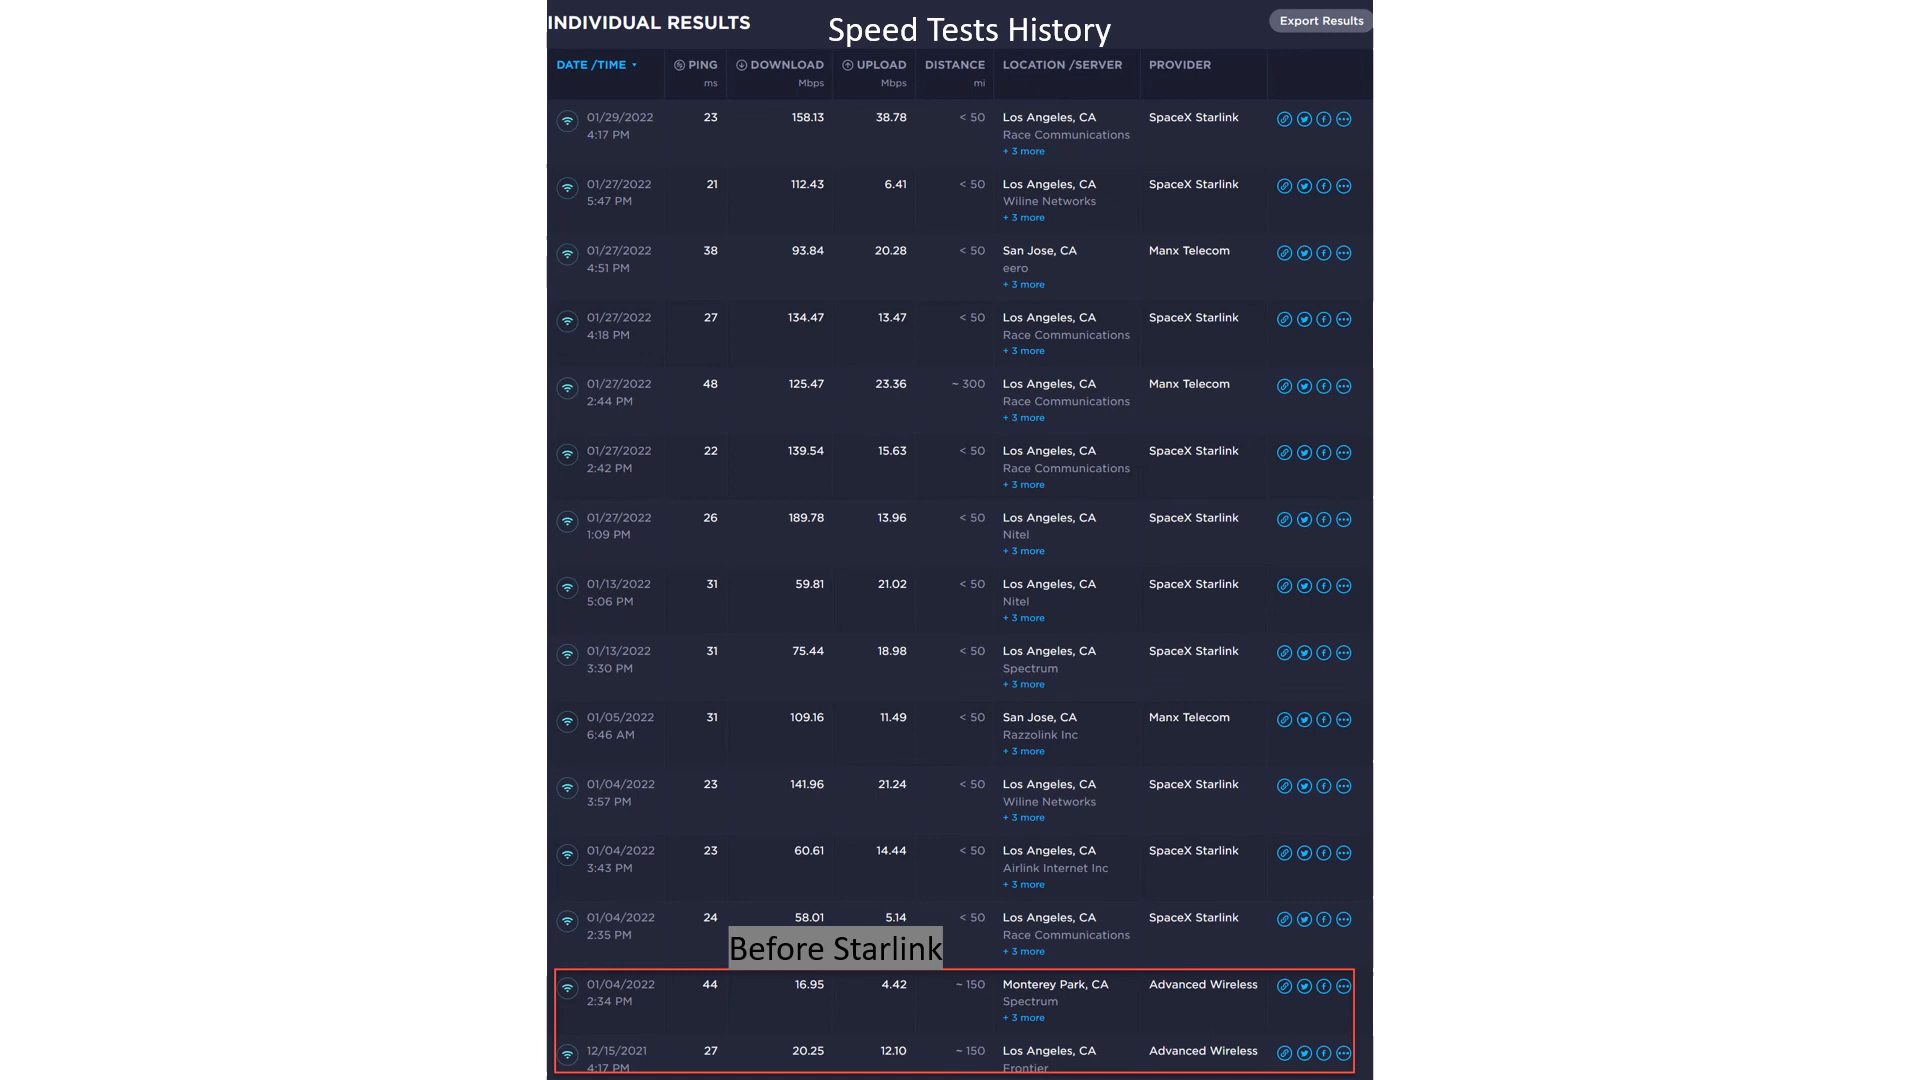 INDIVIDUAL RESULTS Speed Tests History Export Results
DATE /TIME PING DOWNLOAD UPLOAD DISTANCE LOCATION /SERVER PROVIDER
ms Mbps Mbps mi
01/29/2022 23 158.13 38.78 < 50 Los Angeles, CA SpaceX Starlink
4:17 PM Race Communications
+ 3 more
01/27/2022 21 112.43 6.41 < 50 Los Angeles, CA SpaceX Starlink
5:47 PM Wiline Networks
+ 3 more
01/27/2022 38 93.84 20.28 < 50 San Jose, CA Manx Telecom
4:51 PM eero
+ 3 more
01/27/2022 27 134.47 13.47 < 50 Los Angeles, CA SpaceX Starlink
4:18 PM Race Communications
+ 3 more
01/27/2022 48 125.47 23.36 ~ 300 Los Angeles, CA Manx Telecom
2:44 PM Race Communications
+ 3 more
01/27/2022 22 139.54 15.63 < 50 Los Angeles, CA SpaceX Starlink
2:42 PM Race Communications
+ 3 more
01/27/2022 26 189.78 13.96 < 50 Los Angeles, CA SpaceX Starlink
1:09 PM Nitel
+ 3 more
01/13/2022 31 59.81 21.02 < 50 Los Angeles, CA SpaceX Starlink
5:06 PM Nitel
+ 3 more
01/13/2022 31 75.44 18.98 < 50 Los Angeles, CA SpaceX Starlink
3:30 PM Spectrum
+ 3 more
01/05/2022 31 109.16 11.49 < 50 San Jose, CA Manx Telecom
6:46 AM Razzolink Inc
+ 3 more
01/04/2022 23 141.96 21.24 < 50 Los Angeles, CA SpaceX Starlink
3:57 PM Wiline Networks
+ 3 more
01/04/2022 23 60.61 14.44 < 50 Los Angeles, CA SpaceX Starlink
3:43 PM Airlink Internet Inc
+ 3 more
01/04/2022 24 58.01 5.14 < 50 Los Angeles, CA SpaceX Starlink
2:35 PM Race Communications
+ 3 more
Before Starlink
01/04/2022 44 16.95 4.42 ~ 150 Monterey Park, CA Advanced Wireless
2:34 PM Spectrum
+ 3 more
12/15/2021 27 20.25 12.10 ~ 150 Los Angeles, CA Advanced Wireless
4:17 PM Frontier